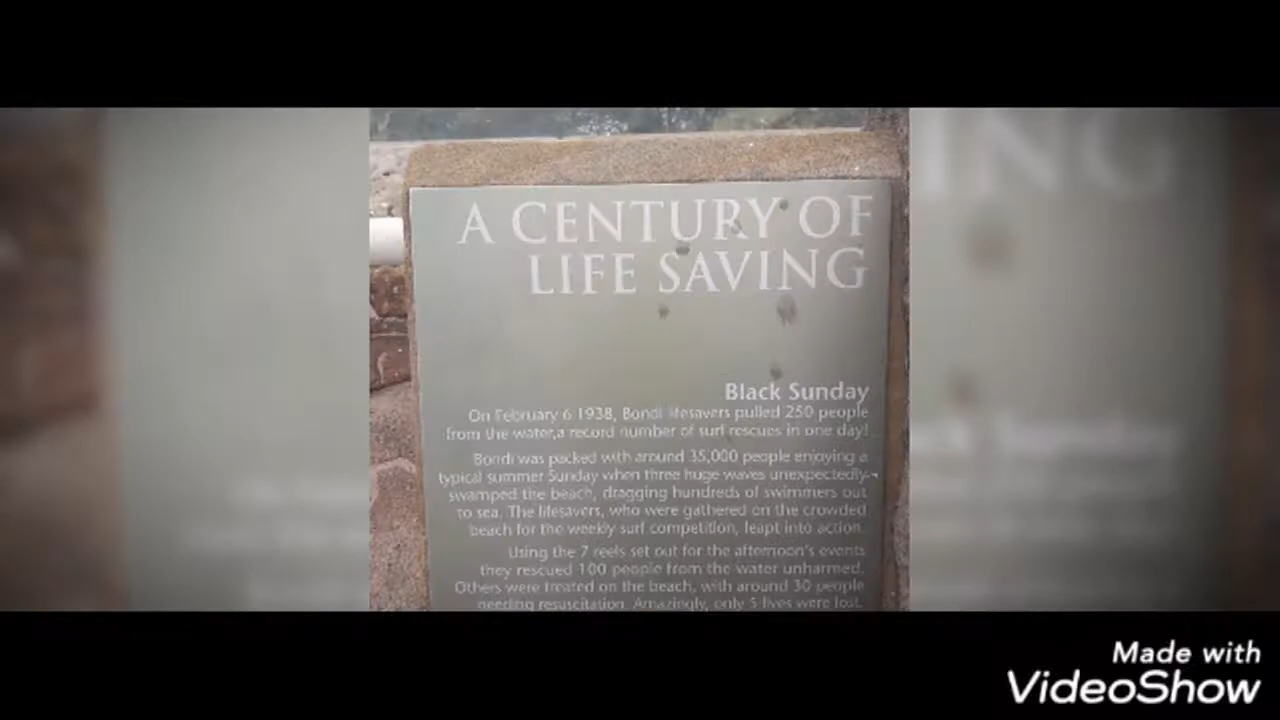 A CENTURY OF
LIFE SAVING
Black Sunday
On February 6 1938, Bondi lifesavers pulled 250 people
from the water,a record number of surf rescues in one day!
Bondi was packed with around 35,000 people enjoying a
typical summer Sunday when three huge waves unexpectedly
swamped the beach, dragging hundreds of swimmers out
to sea. The lifesavers, who were gathered on the crowded
beach for the weekly surf competition, leapt into action.
Using the 7 reels set out for the afternoon's events
they rescued 100 people from the water unharmed.
Others were treated on the beach, with around 30 people
needing resuscitation. Amazingly, only 5 lives were lost.
Made with
VideoShow